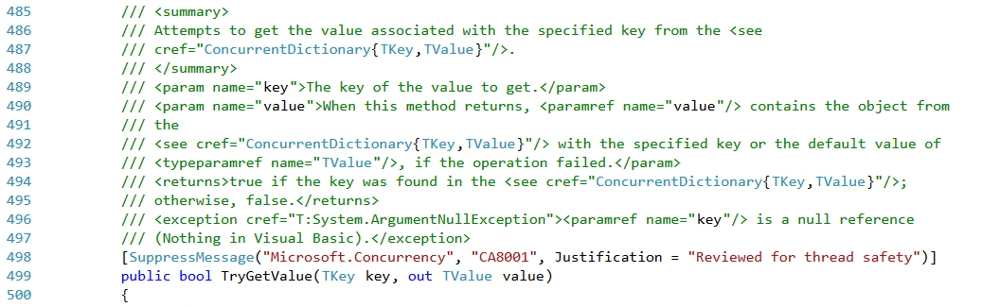 485 /// <summary>
486 /// Attempts to get the value associated with the specified key from the <see
487 /// cref="ConcurrentDictionary{TKey,TValue}"/>.
488 /// </summary>
489 /// <param name="key">The key of the value to get.</param>
490 /// <param name="value">When this method returns, <paramref name="value"/> contains the object from
491 /// the
492 /// <see cref="ConcurrentDictionary{TKey,TValue}"/> with the specified key or the default value of
493 /// <typeparamref name="TValue"/>, if the operation failed.</param>
494 /// <returns>true if the key was found in the <see cref="ConcurrentDictionary{TKey,TValue}"/>;
495 /// otherwise, false.</returns>
496 /// <exception cref="T:System.ArgumentNullException"><paramref name="key"/> is a null reference
497 /// (Nothing in Visual Basic).</exception>
498 [SuppressMessage("Microsoft.Concurrency", "CA8001", Justification = "Reviewed for thread safety")]
499 public bool TryGetValue(TKey key, out TValue value)
500 {